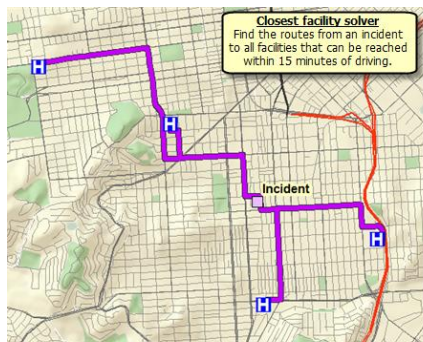 Closest facility solver
Find the routes from an incident
to all facilities that can be reached
within 15 minutes of driving.
H
H
Incident
H
H